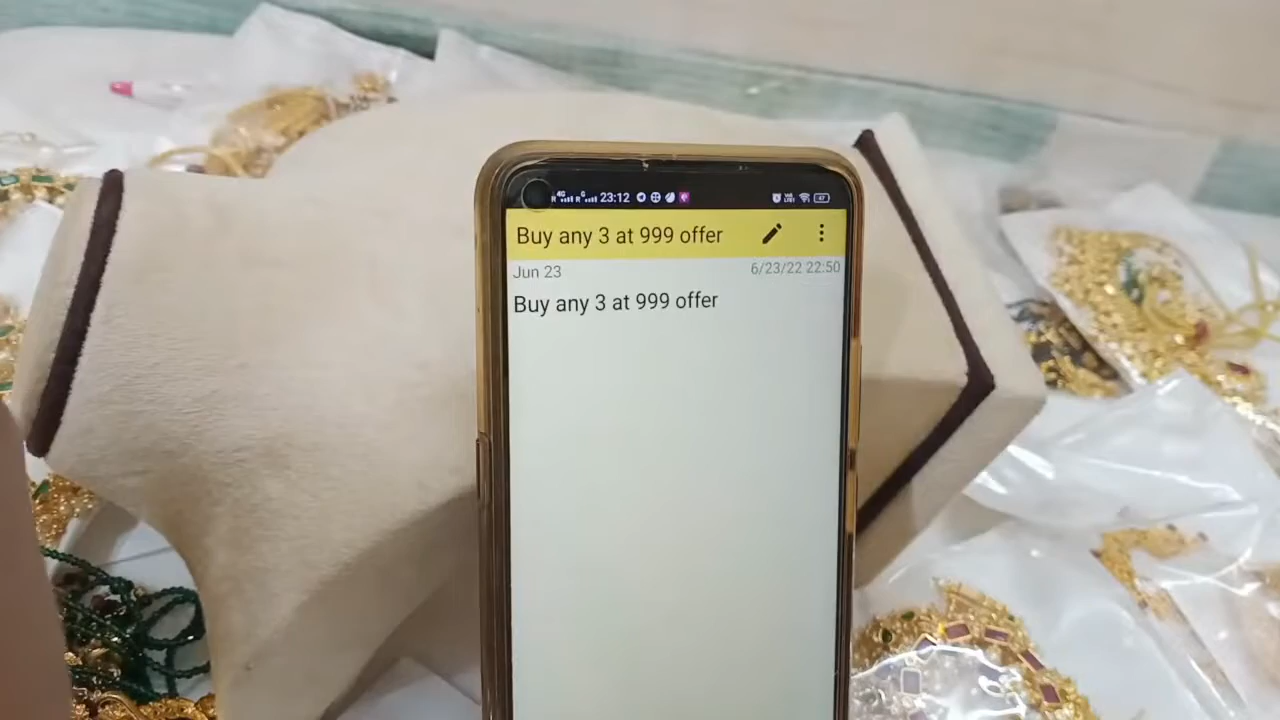 23:12
Buy any 3 at 999 offer
Jun 23 6/23/22 22:50
Buy any 3 at 999 offer